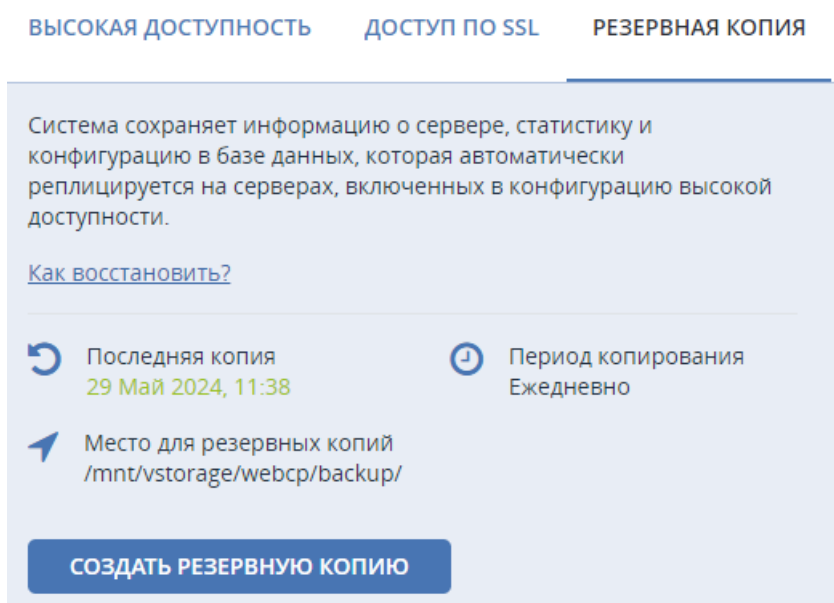 ВЫСОКАЯ ДОСТУПНОСТЬ ДОСТУП ПО SSL РЕЗЕРВНАЯ КОПИЯ
Система сохраняет информацию о сервере, статистику и
конфигурацию в базе данных, которая автоматически
реплицируется на серверах, включенных в конфигурацию высокой
доступности.
Как восстановить?
Последняя копия
29 Май 2024, 11:38
Период копирования
Ежедневно
Место для резервных копий
/mnt/vstorage/webcp/backup/
СОЗДАТЬ РЕЗЕРВНУЮ КОПИЮ